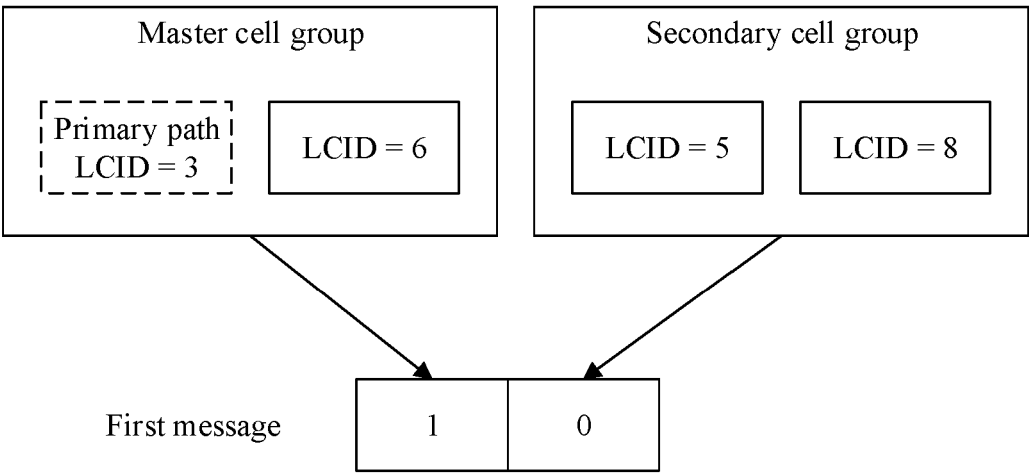 Master cell group
Secondary cell group
Primary path
LCID = 3
LCID = 6
LCID = 5
LCID = 8
First message
1
0